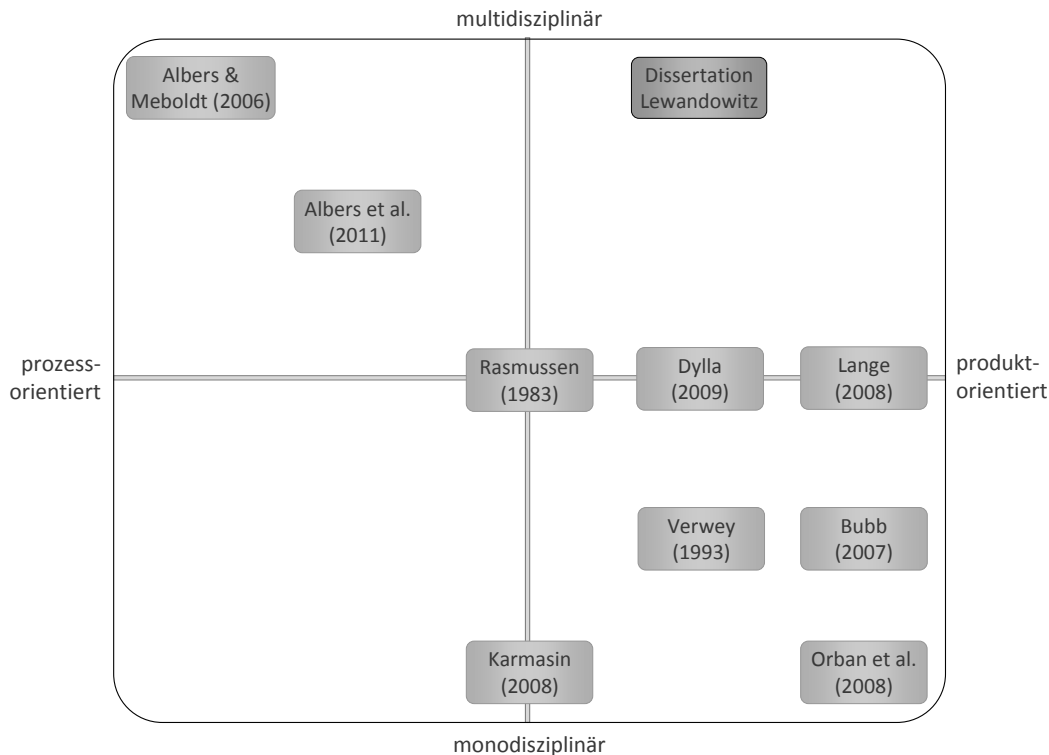 multidisziplinär
Albers &
Meboldt (2006)
Dissertation
Lewandowitz
Albers et al.
(2011)
prozess-
orientiert
Rasmussen
(1983)
Dylla
(2009)
Lange
(2008)
produkt-
orientiert
Verwey
(1993)
Bubb
(2007)
Karmasin
(2008)
Orban et al.
(2008)
monodisziplinär